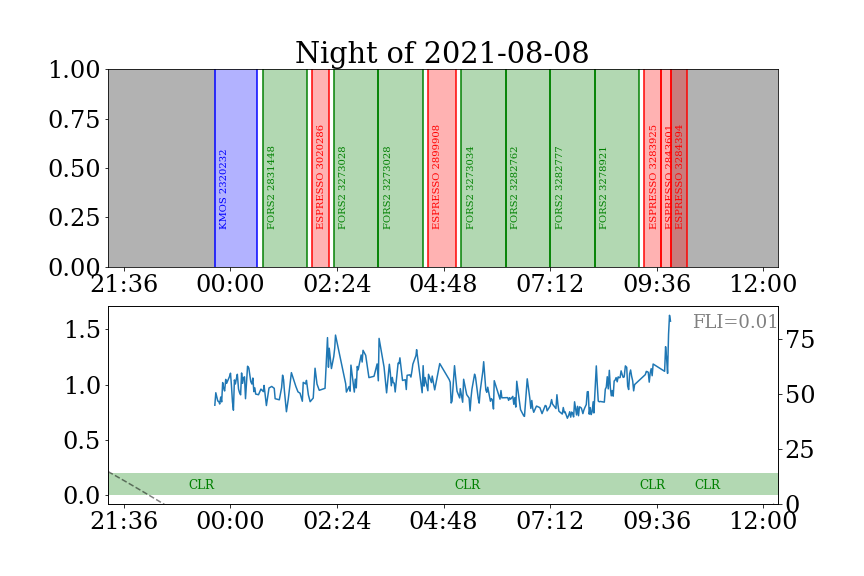 Night of 2021-08-08
1.00
0.75
0.50
0.25
0.00
KMOS 2320232
FORS2 2831448
ESPRESSO 3020286
FORS2 3273028
FORS2 3273028
ESPRESSO 2899908
FORS2 3273034
FORS2 3282762
FORS2 3282777
FORS2 3278921
ESPRESSO 3283925
ESPRESSO 2843601
ESPRESSO 3284394
21:36 00:00 02:24 04:48 07:12 09:36 12:00
FLI=0.01
1.5
1.0
0.5
0.0
75
50
25
0
CLR CLR CLR CLR
21:36 00:00 02:24 04:48 07:12 09:36 12:00